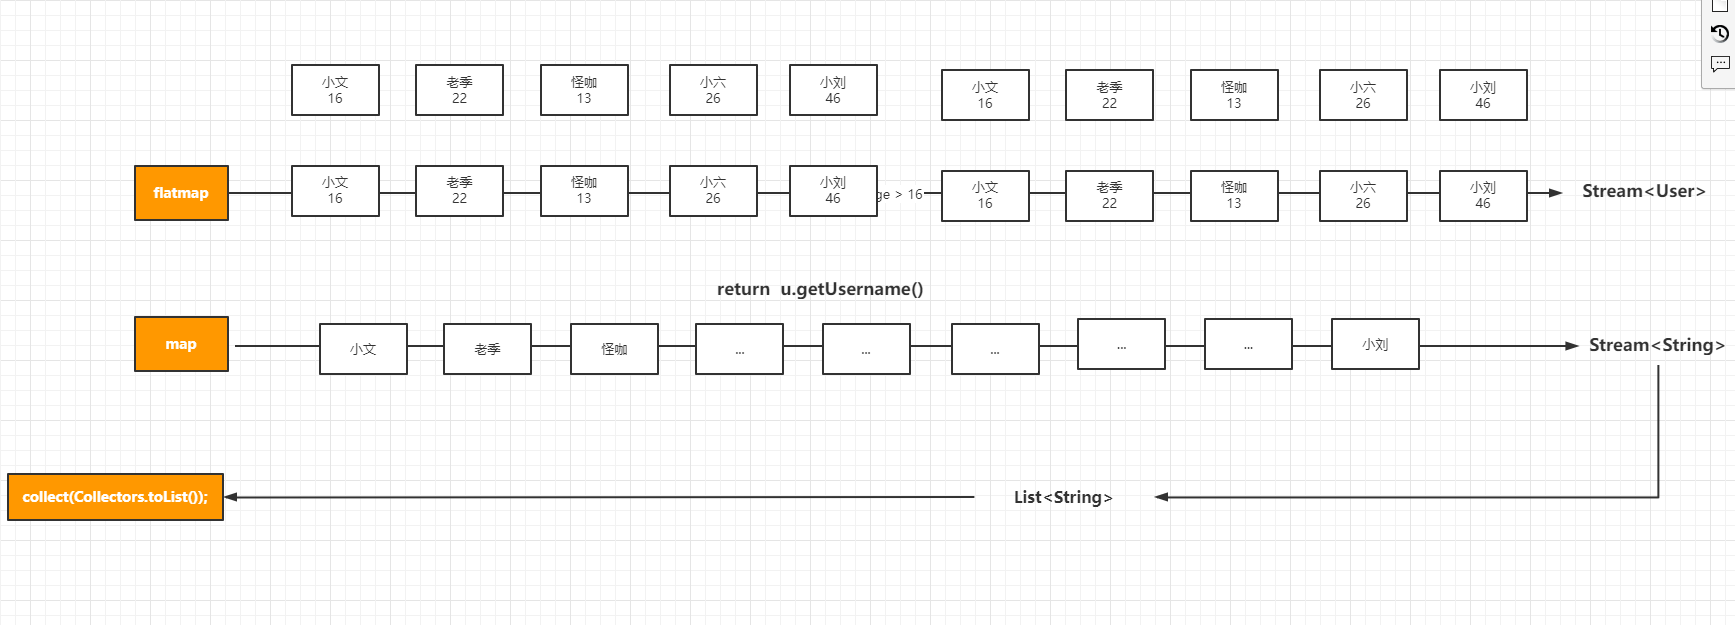 小文
16
老季
22
怪咖
13
小六
26
小刘
46
小文
16
老季
22
怪咖
13
小六
26
小刘
46
flatmap
小文
16
老季
22
怪咖
13
小六
26
小刘
46
ge > 16
小文
16
老季
22
怪咖
13
小六
26
小刘
46
Stream<User>
return u.getUsername()
map
小文
老季
怪咖
...
...
...
...
...
小刘
Stream<String>
collect(Collectors.toList());
List<String>